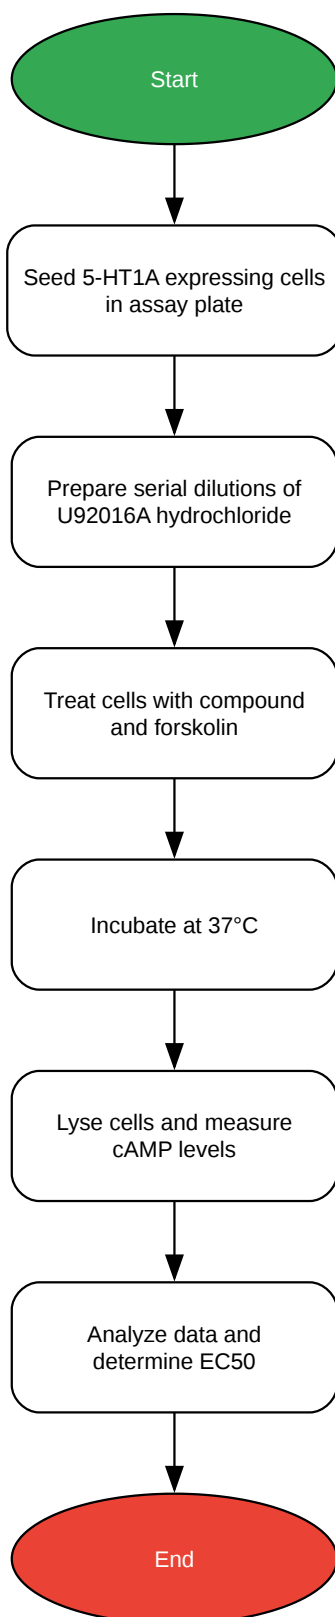 Start
Seed 5-HT1A expressing cells
in assay plate
Prepare serial dilutions of
U92016A hydrochloride
Treat cells with compound
and forskolin
Incubate at 37°C
Lyse cells and measure
cAMP levels
Analyze data and
determine EC50
End